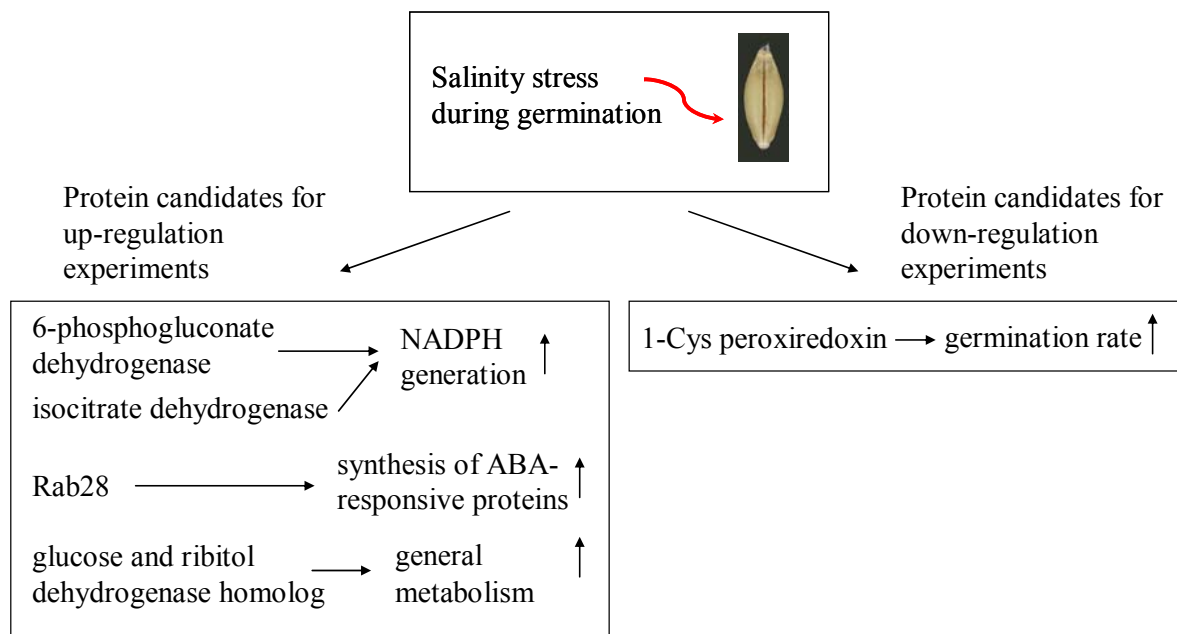 Salinity stress
during germination
Protein candidates for
up-regulation
experiments
Protein candidates for
down-regulation
experiments
6-phosphogluconate
dehydrogenase
NADPH
generation
isocitrate dehydrogenase
Rab28
synthesis of ABA-
responsive proteins
glucose and ribitol
dehydrogenase homolog
general
metabolism
1-Cys peroxiredoxin
germination rate